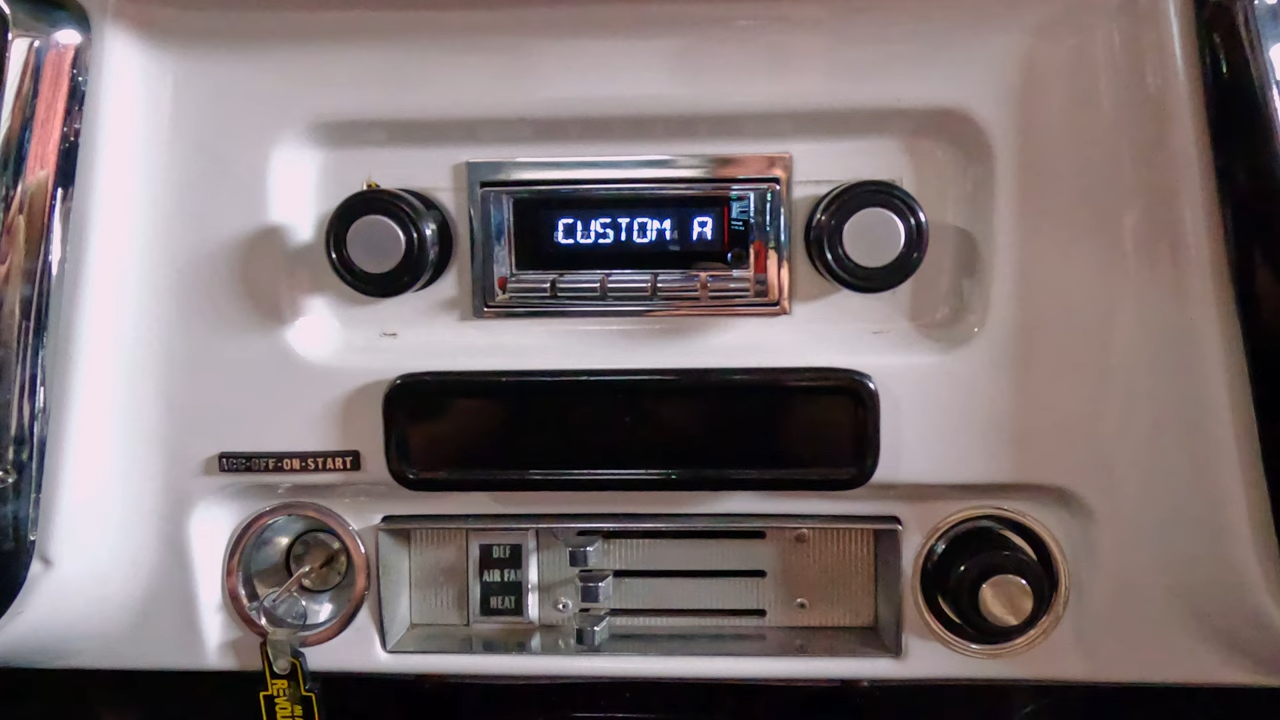 CUSTOM A
ACC-OFF-ON-START
DEF
AIR FAN
HEAT